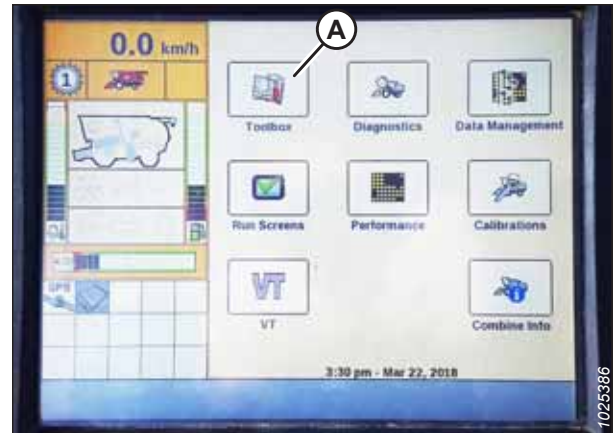 A
0.0 km/h
1
Toolbox
Diagnostics
Data Management
Run Screens
Performance
Calibrations
GPS
VT
VT
Combine Info
3:30 pm - Mar 22, 2018
1025386